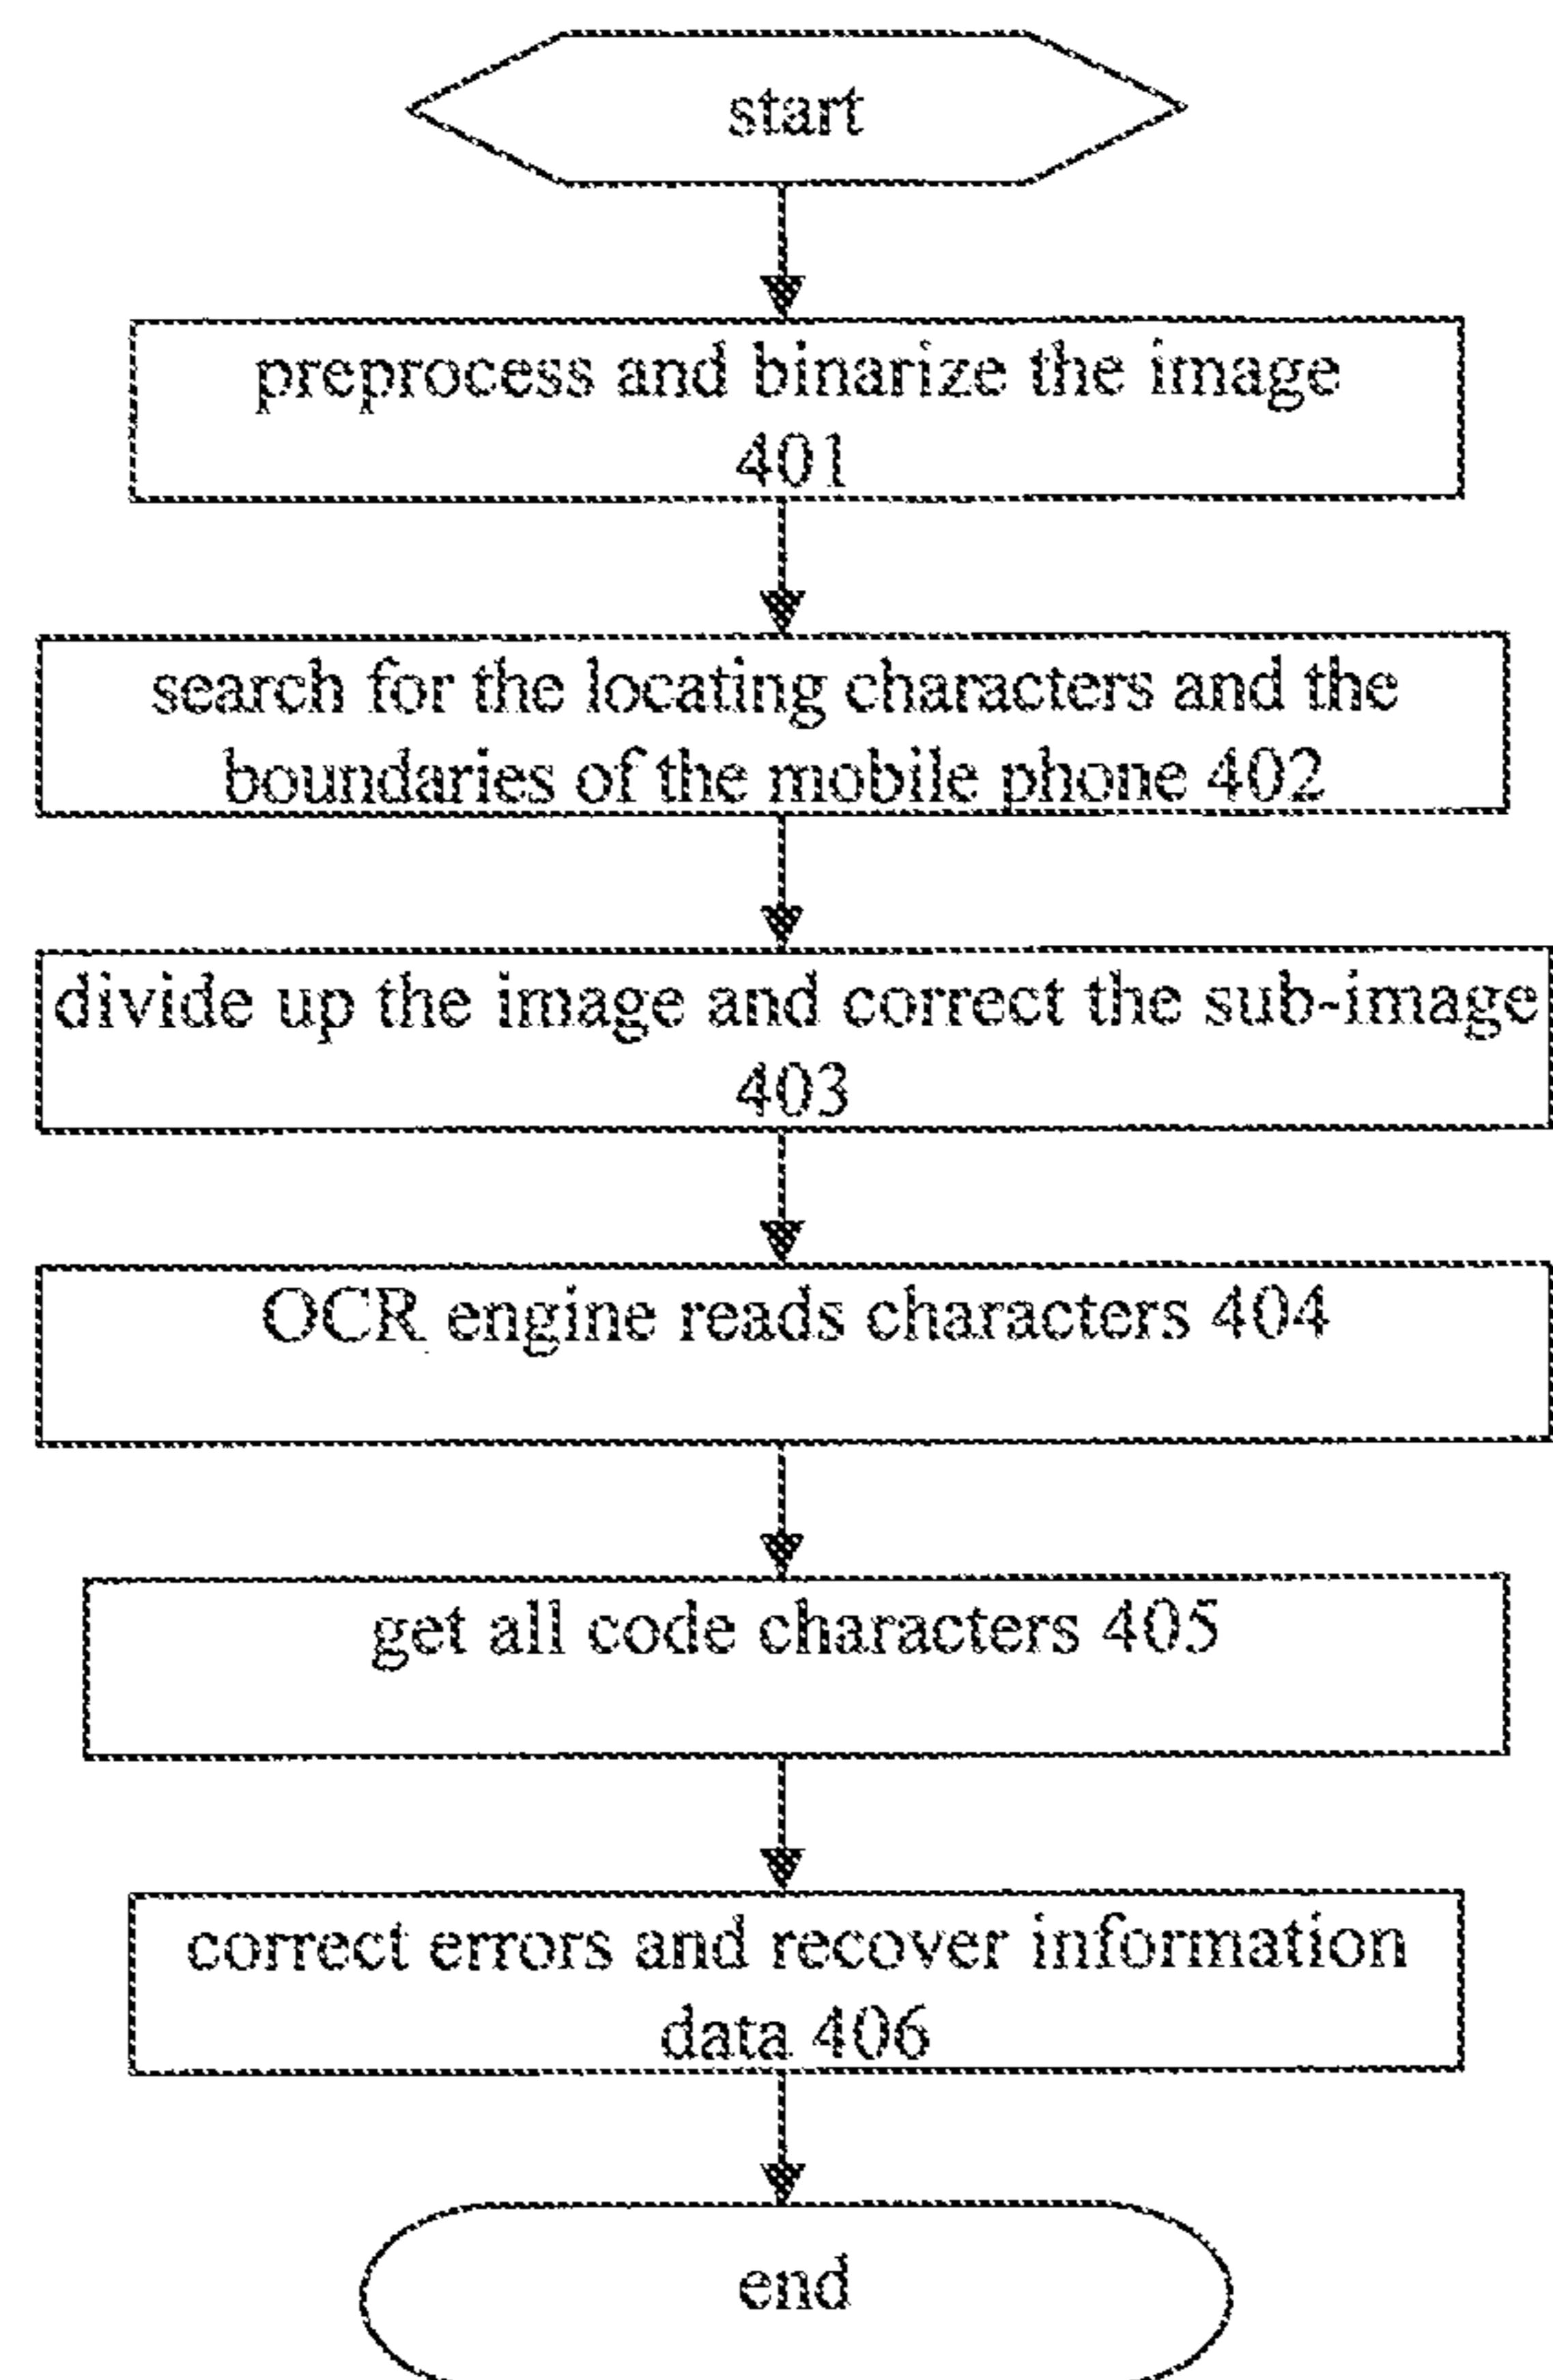 start
preprocess and binarize the image
401
search for the locating characters and the
boundaries of the mobile phone 402
divide up the image and correct the sub-image
403
OCR engine reads characters 404
get all code characters 405
correct errors and recover information
data 406
end